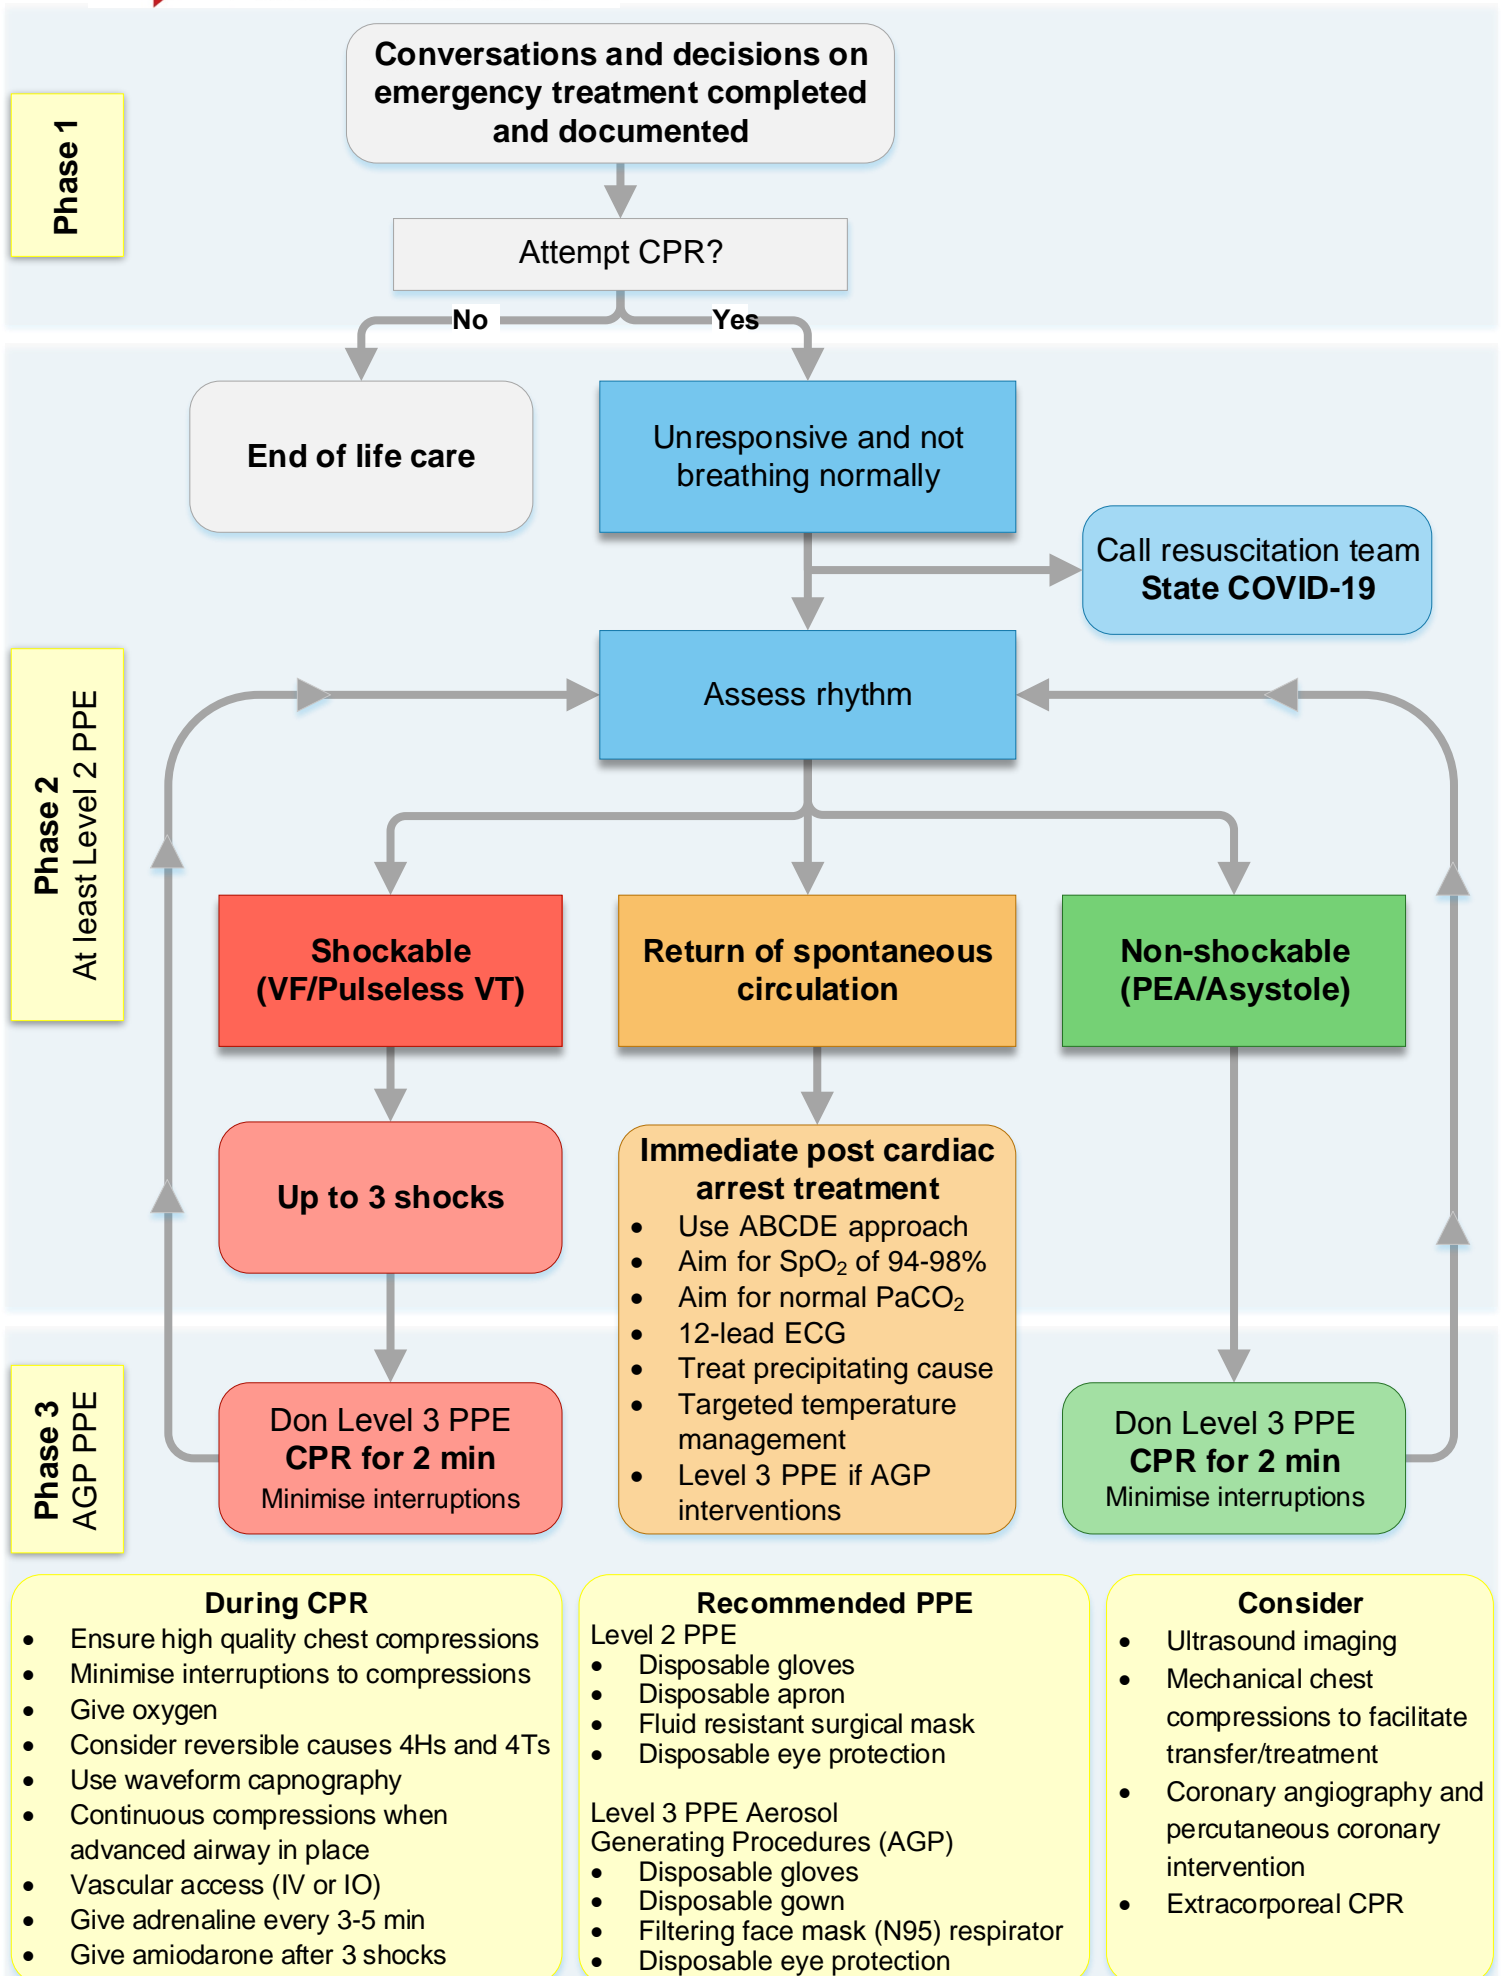 Phase 1
Conversations and decisions on
emergency treatment completed
and documented
Attempt CPR?
No
Yes
End of life care
Unresponsive and not
breathing normally
Call resuscitation team
State COVID-19
Phase 2
At least Level 2 PPE
Assess rhythm
Shockable
(VF/Pulseless VT)
Return of spontaneous
circulation
Non-shockable
(PEA/Asystole)
Up to 3 shocks
Immediate post cardiac
arrest treatment
• Use ABCDE approach
• Aim for SpO₂ of 94-98%
• Aim for normal PaCO₂
• 12-lead ECG
• Treat precipitating cause
• Targeted temperature
management
• Level 3 PPE if AGP
interventions
Phase 3
AGP PPE
Don Level 3 PPE
CPR for 2 min
Minimise interruptions
Don Level 3 PPE
CPR for 2 min
Minimise interruptions
During CPR
• Ensure high quality chest compressions
• Minimise interruptions to compressions
• Give oxygen
• Consider reversible causes 4Hs and 4Ts
• Use waveform capnography
• Continuous compressions when
advanced airway in place
• Vascular access (IV or IO)
• Give adrenaline every 3-5 min
• Give amiodarone after 3 shocks
Recommended PPE
Level 2 PPE
• Disposable gloves
• Disposable apron
• Fluid resistant surgical mask
• Disposable eye protection
Level 3 PPE Aerosol
Generating Procedures (AGP)
• Disposable gloves
• Disposable gown
• Filtering face mask (N95) respirator
• Disposable eye protection
Consider
• Ultrasound imaging
• Mechanical chest
compressions to facilitate
transfer/treatment
• Coronary angiography and
percutaneous coronary
intervention
• Extracorporeal CPR